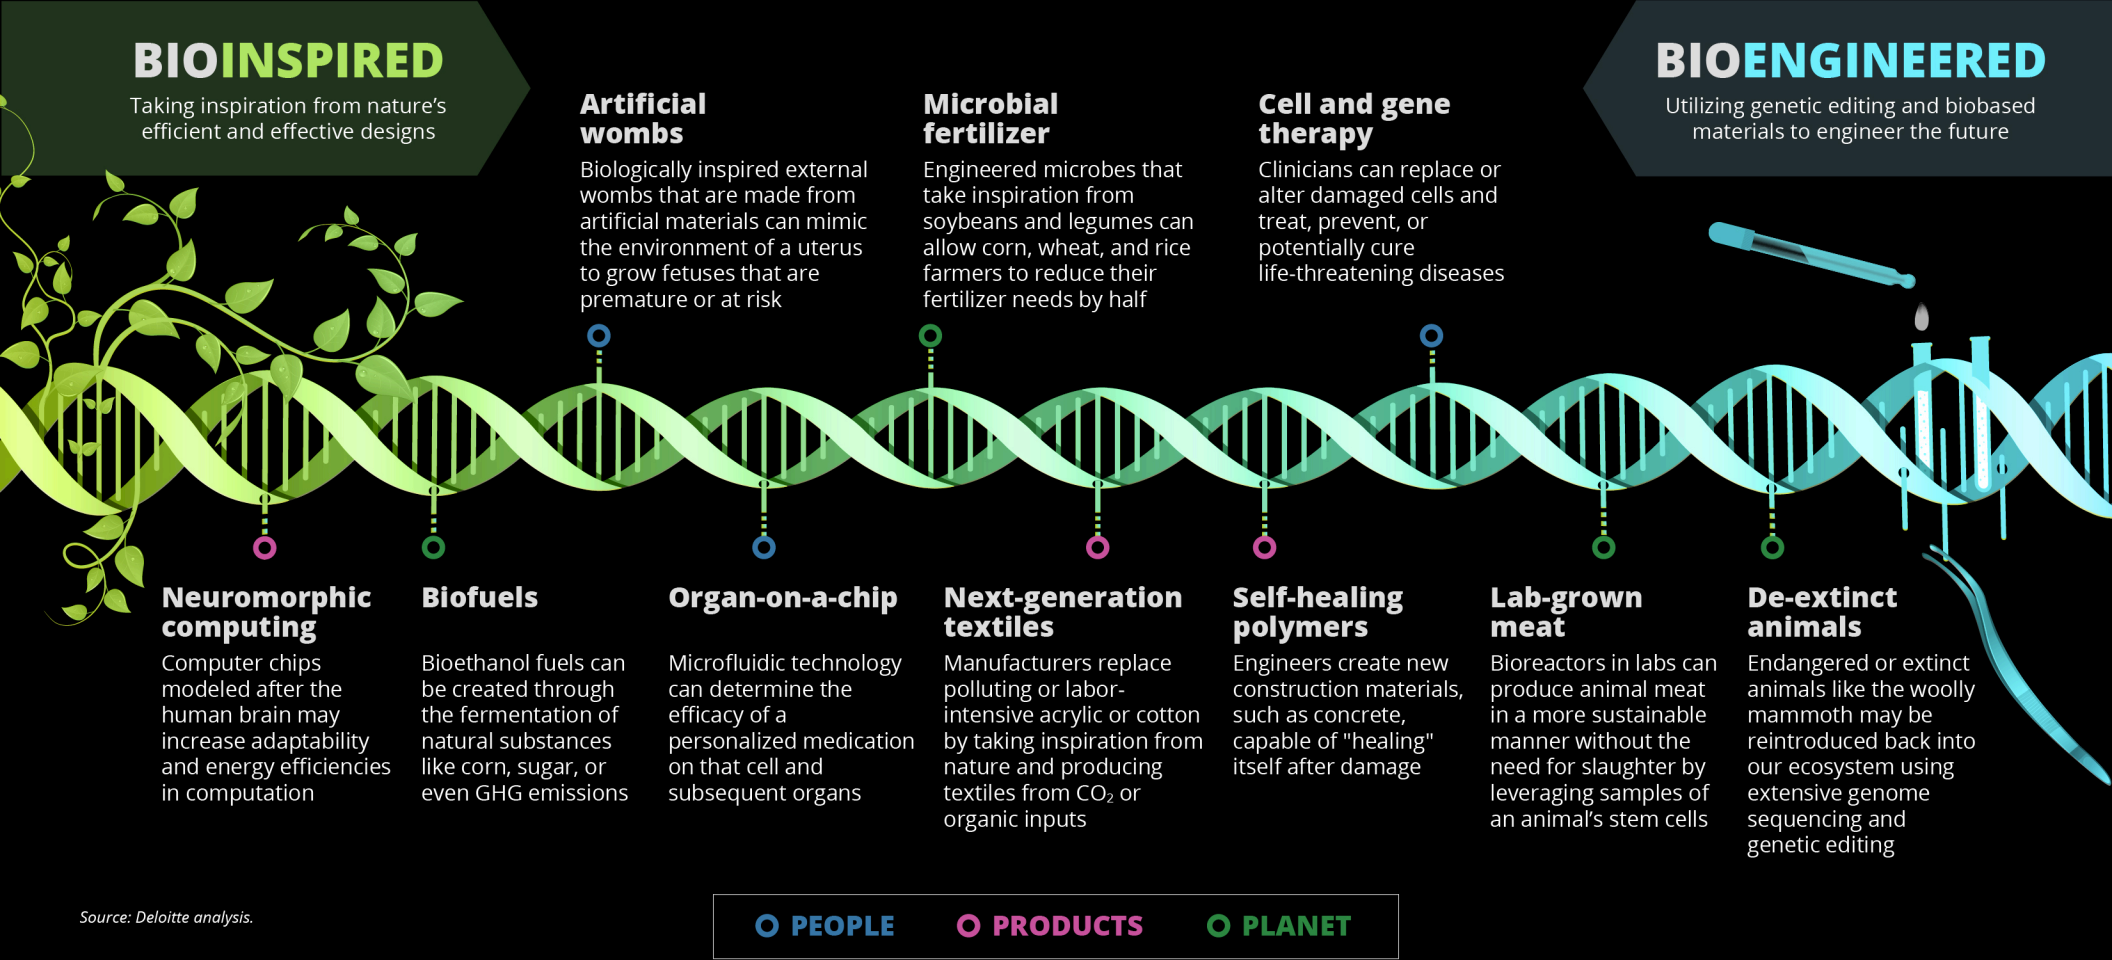 BIOINSPIRED
Taking inspiration from nature's
efficient and effective designs
BIOENGINEERED
Utilizing genetic editing and biobased
materials to engineer the future
Artificial
wombs
Biologically inspired external
wombs that are made from
artificial materials can mimic
the environment of a uterus
to grow fetuses that are
premature or at risk
Microbial
fertilizer
Engineered microbes that
take inspiration from
soybeans and legumes can
allow corn, wheat, and rice
farmers to reduce their
fertilizer needs by half
Cell and gene
therapy
Clinicians can replace or
alter damaged cells and
treat, prevent, or
potentially cure
life-threatening diseases
Neuromorphic
computing
Computer chips
modeled after the
human brain may
increase adaptability
and energy efficiencies
in computation
Biofuels
Bioethanol fuels can
be created through
the fermentation of
natural substances
like corn, sugar, or
even GHG emissions
Organ-on-a-chip
Microfluidic technology
can determine the
efficacy of a
personalized medication
on that cell and
subsequent organs
Next-generation
textiles
Manufacturers replace
polluting or labor-
intensive acrylic or cotton
by taking inspiration from
nature and producing
textiles from CO₂ or
organic inputs
Self-healing
polymers
Engineers create new
construction materials,
such as concrete,
capable of "healing"
itself after damage
Lab-grown
meat
Bioreactors in labs can
produce animal meat
in a more sustainable
manner without the
need for slaughter by
leveraging samples of
an animal's stem cells
De-extinct
animals
Endangered or extinct
animals like the woolly
mammoth may be
reintroduced back into
our ecosystem using
extensive genome
sequencing and
genetic editing
Source: Deloitte analysis.
PEOPLE
PRODUCTS
PLANET